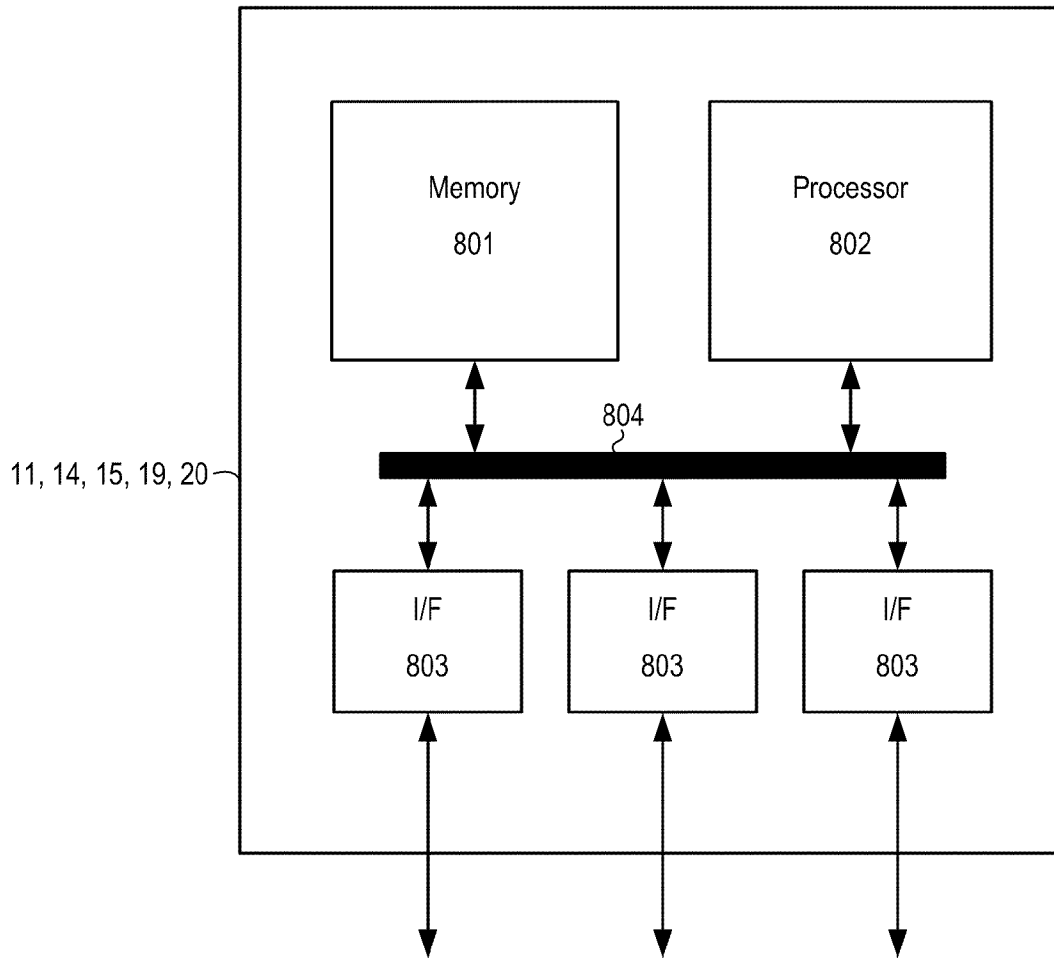 Memory
801
Processor
802
804
11, 14, 15, 19, 20
I/F
803
I/F
803
I/F
803